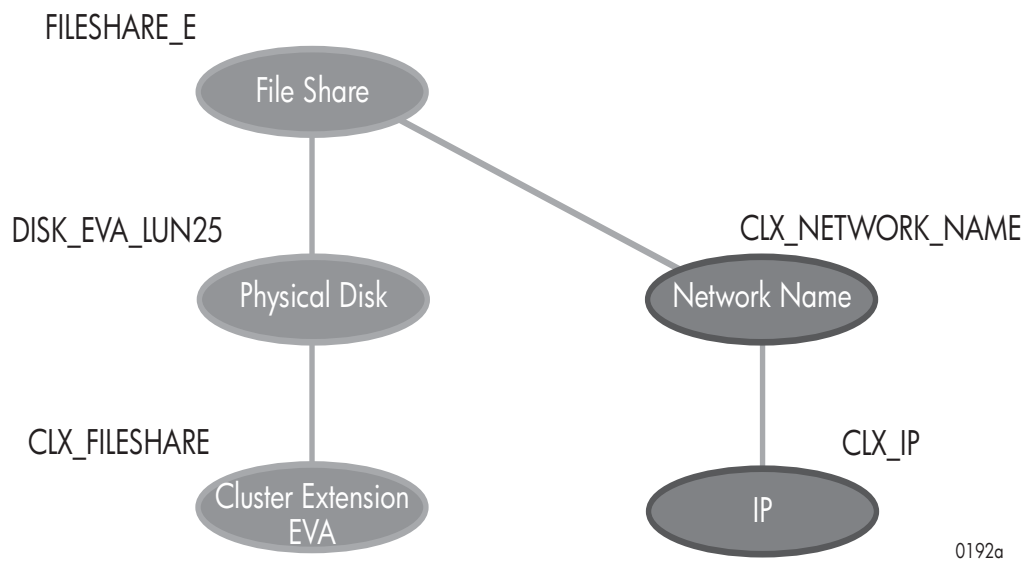 FILESHARE_E
File Share
DISK_EVA_LUN25
CLX_NETWORK_NAME
Physical Disk
Network Name
CLX_FILESHARE
CLX_IP
Cluster Extension
EVA
IP
0192a